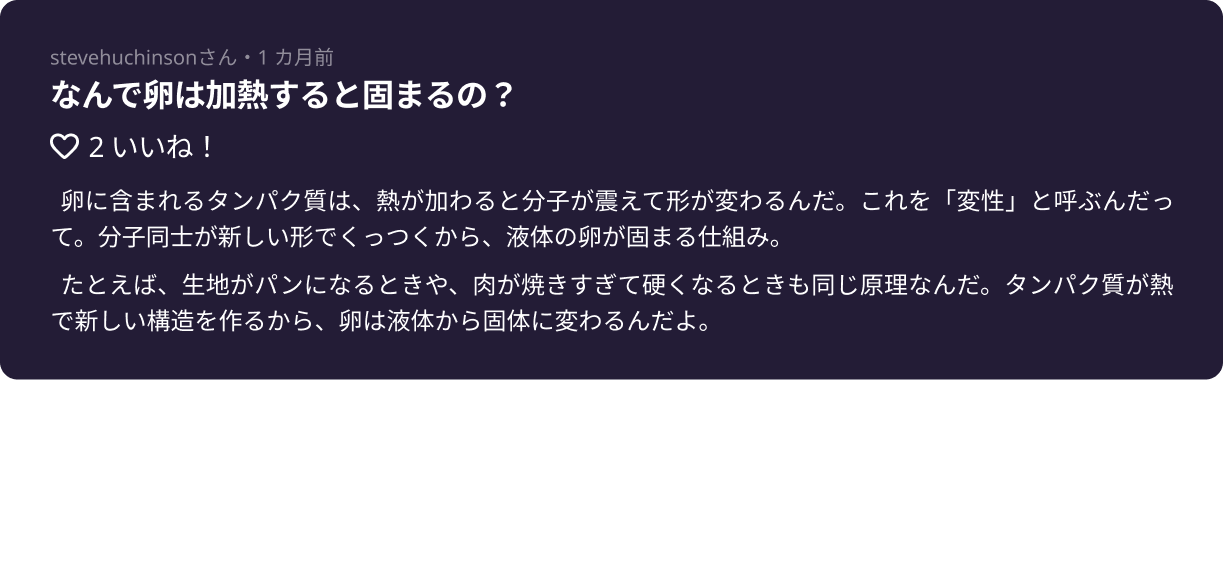 stevehuchinsonさん・1 カ月前
なんで卵は加熱すると固まるの？
2 いいね！
卵に含まれるタンパク質は、熱が加わると分子が震えて形が変わるんだ。これを「変性」と呼ぶんだっ
て。分子同士が新しい形でくっつくから、液体の卵が固まる仕組み。
たとえば、生地がパンになるときや、肉が焼きすぎて硬くなるときも同じ原理なんだ。タンパク質が熱
で新しい構造を作るから、卵は液体から固体に変わるんだよ。